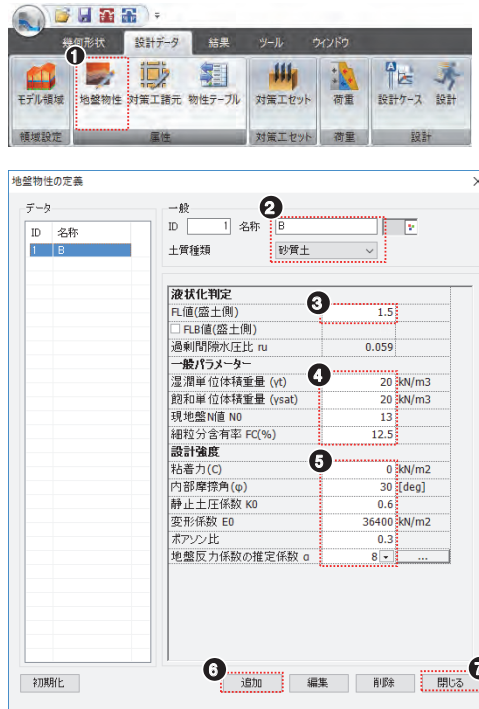 幾何形状 設計データ 結果 ツール ウィンドウ
1
モデル領域 地盤物性 対策工諸元 物性テーブル 対策工セット 荷重 設計ケース 設計
領域設定 属性 対策工セット 荷重 設計
地盤物性の定義
データ
ID 名称
1 B
一般
2
ID 1 名称 B
土質種類 砂質土
液状化判定
3
FL値(盛土側) 1.5
FLB値(盛土側)
過剰間隙水圧比 ru 0.059
一般パラメーター
4
湿潤単位体積重量 (γt) 20 kN/m3
飽和単位体積重量 (γsat) 20 kN/m3
現地盤N値 N0 13
細粒分含有率 FC(%) 12.5
設計強度
5
粘着力(C) 0 kN/m2
内部摩擦角(φ) 30 [deg]
静止土圧係数 K0 0.6
変形係数 E0 36400 kN/m2
ポアソン比 0.3
地盤反力係数の推定係数 α 8 ...
6
7
初期化 追加 編集 削除 閉じる